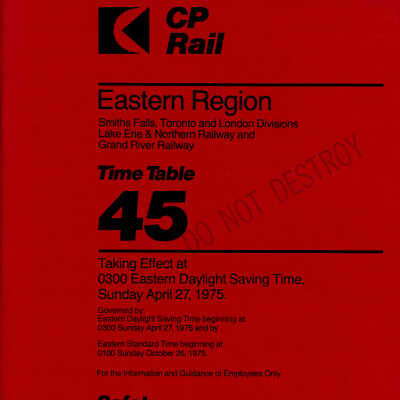 CP
Rail
Eastern Region
Smiths Falls, Toronto and London Divisions
Lake Erie & Northern Railway and
Grand River Railway
Time Table
45
DO NOT DESTROY
Taking Effect at
0300 Eastern Daylight Saving Time,
Sunday April 27, 1975.
Governed by:
Eastern Daylight Saving Time beginning at
0300 Sunday April 27, 1975 and by
Eastern Standard Time beginning at
0100 Sunday October 26, 1975.
For the Information and Guidance of Employees Only